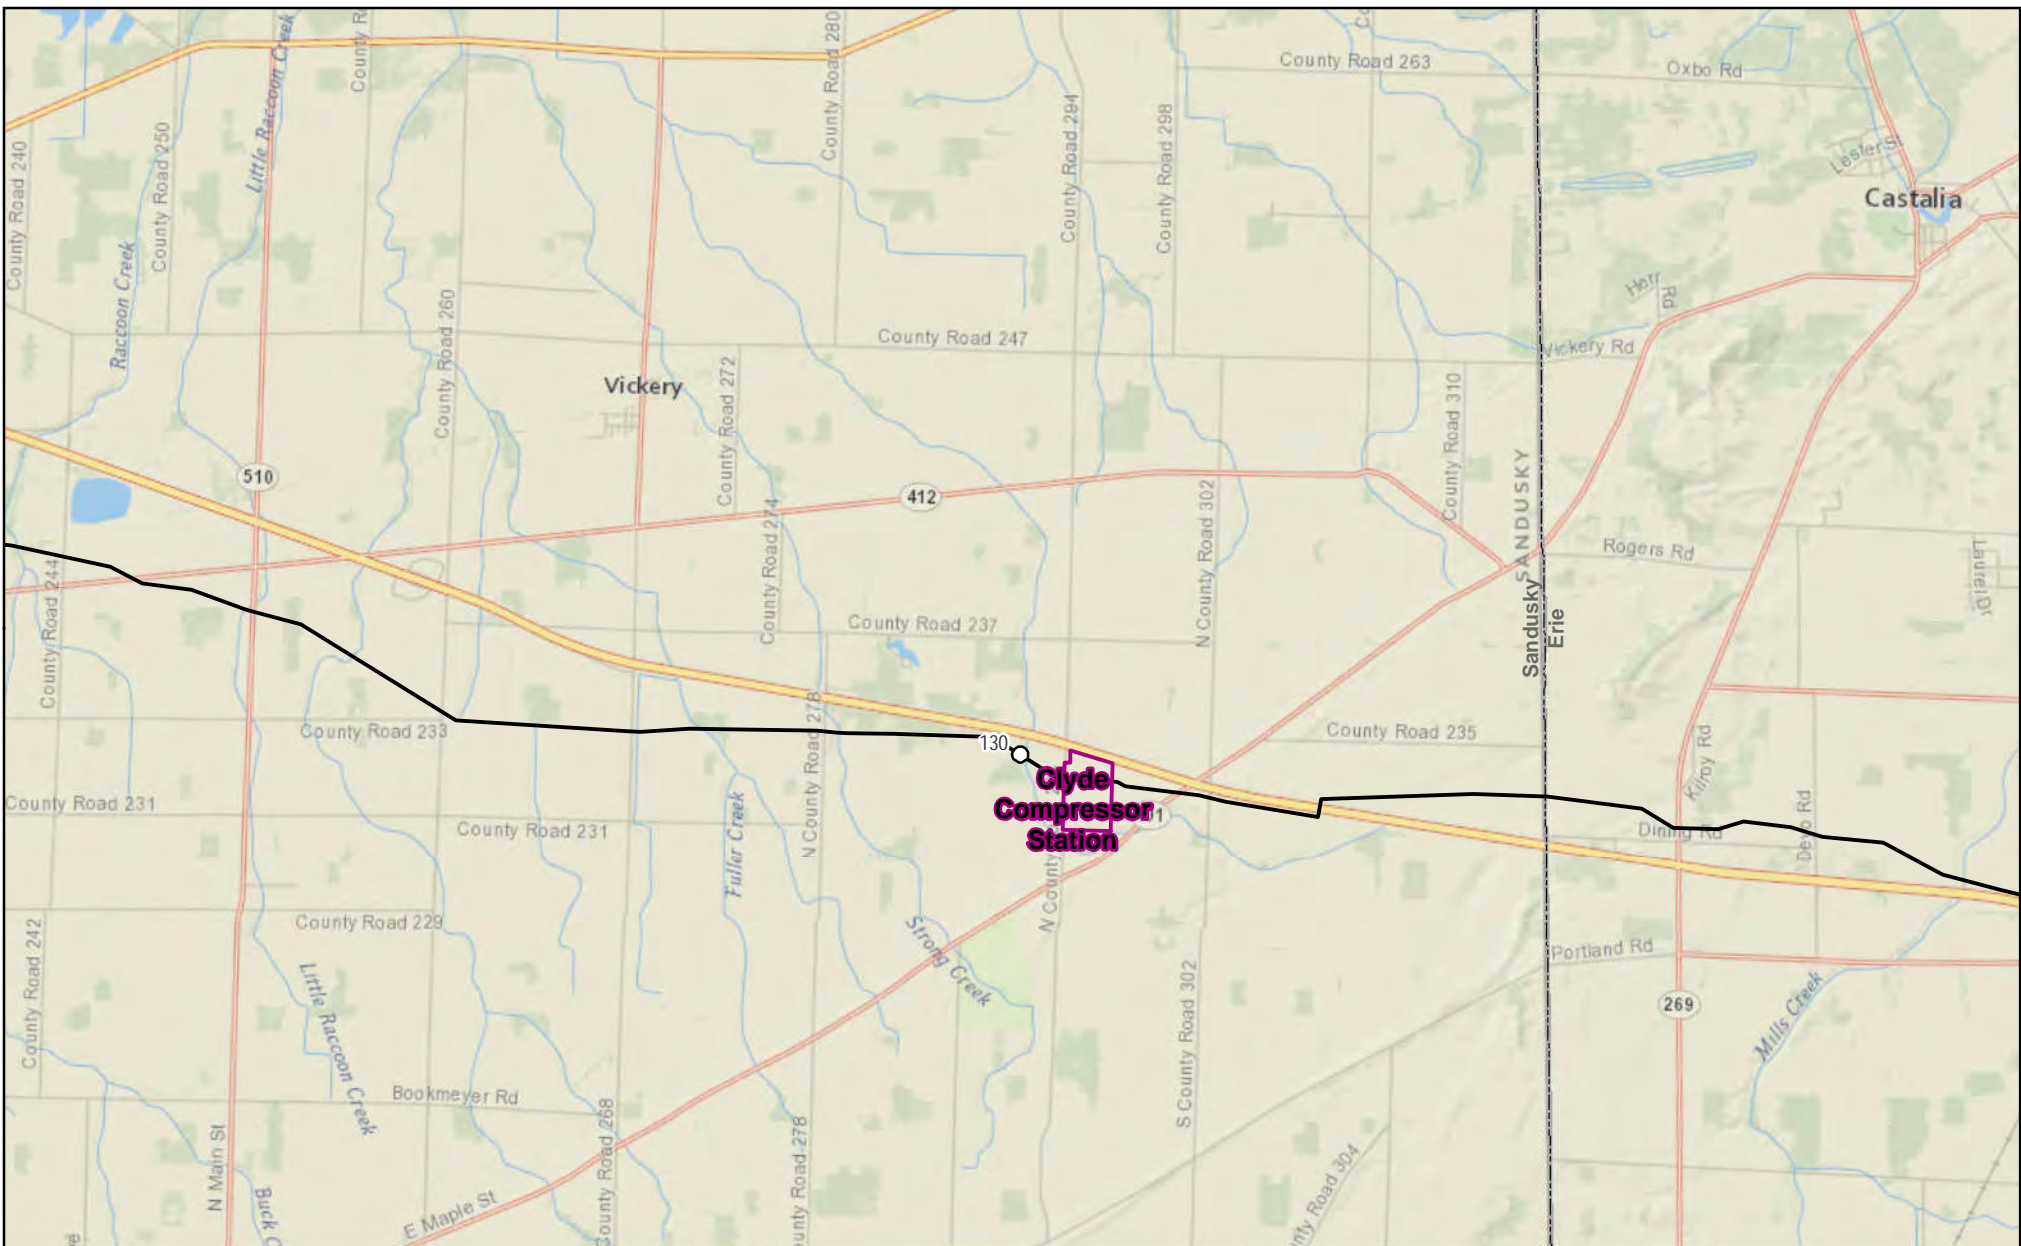 County Road 280
Little Raccoon Creek
County R
Co
County Road 263
Oxbo Rd
County Road 240
County Road 250
County Road 294
County Road 298
Lester St
Castalia
Raccoon Creek
County Road 260
Herr
Rd
County Road 247
Vickery Rd
Vickery
County Road 272
County Road 310
510
412
County Road 274
N County Road 302
SANDUSKY
Rogers Rd
Laurel Dr
County Road 244
County Road 237
Sandusky
Erie
County Road 233
N County Road 278
130
County Road 235
Kilroy Rd
Clyde
Compressor
Station
County Road 231
County Road 231
Fuller Creek
Dining Rd
Devo Rd
N County
County Road 229
County Road 242
Strong Creek
Little Raccoon Creek
Portland Rd
S County Road 302
269
Mills Creek
Bookmeyer Rd
N Main St
County Road 268
County Road 278
County Road 304
E Maple St
Buck C